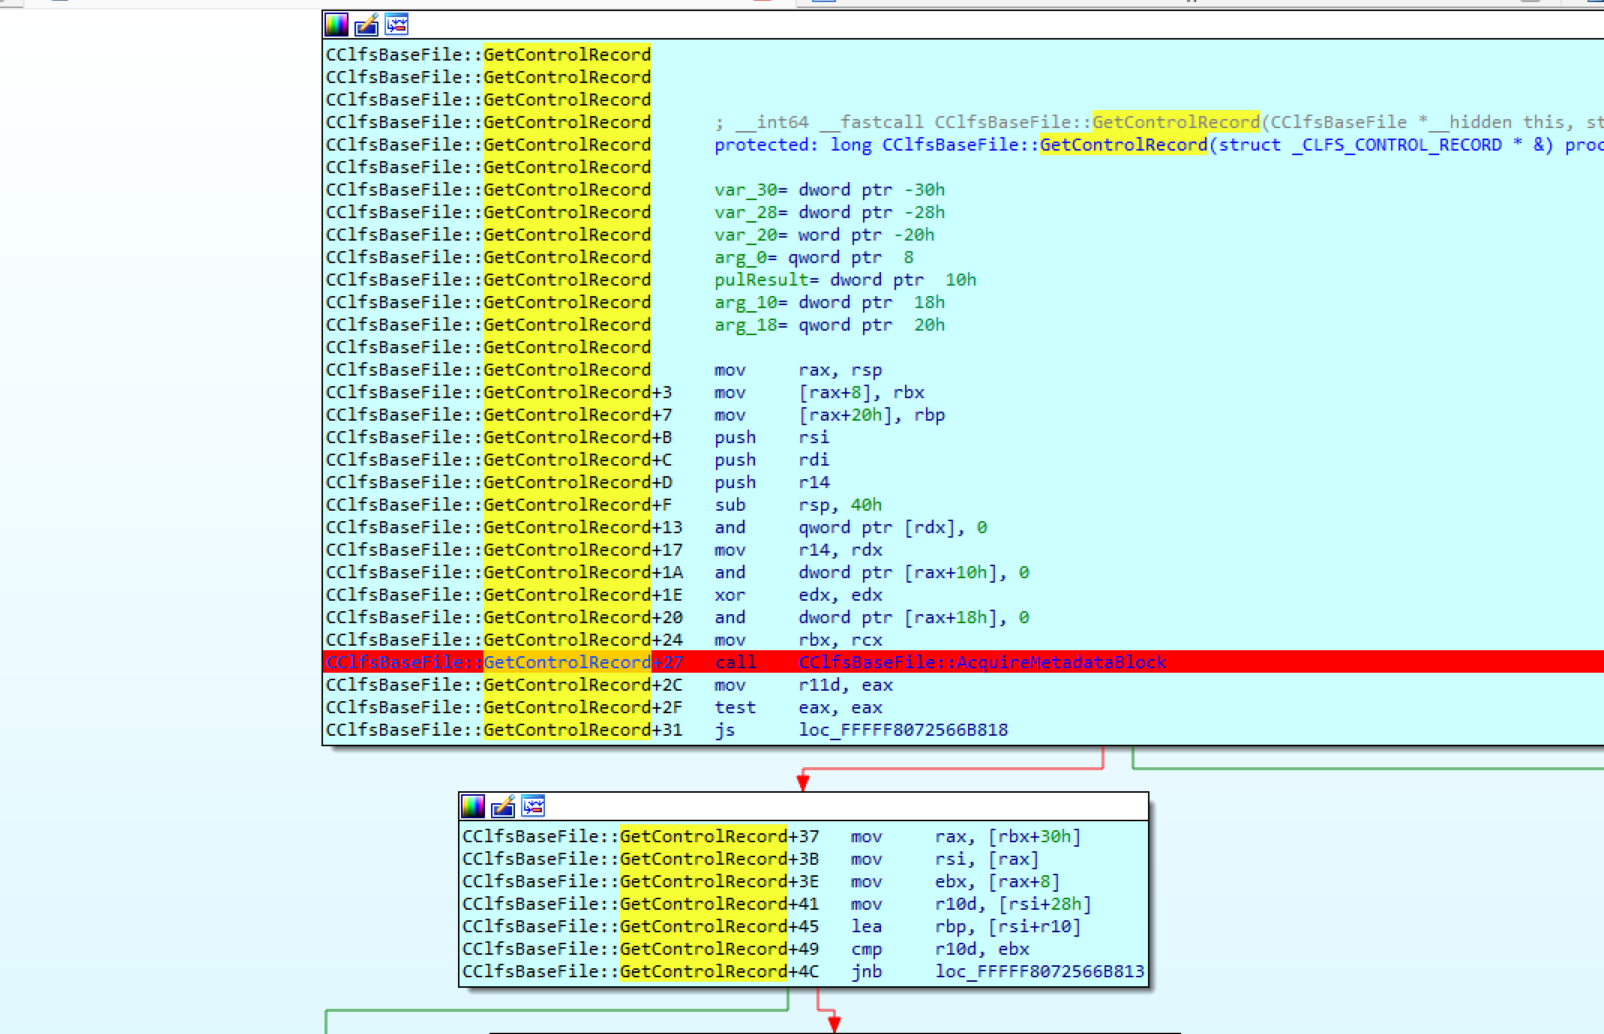 CClfsBaseFile::GetControlRecord
CClfsBaseFile::GetControlRecord
CClfsBaseFile::GetControlRecord
CClfsBaseFile::GetControlRecord ; __int64 __fastcall CClfsBaseFile::GetControlRecord(CClfsBaseFile *__hidden this, st
CClfsBaseFile::GetControlRecord protected: long CClfsBaseFile::GetControlRecord(struct _CLFS_CONTROL_RECORD * &) proc
CClfsBaseFile::GetControlRecord
CClfsBaseFile::GetControlRecord var_30= dword ptr -30h
CClfsBaseFile::GetControlRecord var_28= dword ptr -28h
CClfsBaseFile::GetControlRecord var_20= word ptr -20h
CClfsBaseFile::GetControlRecord arg_0= qword ptr  8
CClfsBaseFile::GetControlRecord pulResult= dword ptr  10h
CClfsBaseFile::GetControlRecord arg_10= dword ptr  18h
CClfsBaseFile::GetControlRecord arg_18= qword ptr  20h
CClfsBaseFile::GetControlRecord
CClfsBaseFile::GetControlRecord mov rax, rsp
CClfsBaseFile::GetControlRecord+3 mov [rax+8], rbx
CClfsBaseFile::GetControlRecord+7 mov [rax+20h], rbp
CClfsBaseFile::GetControlRecord+B push rsi
CClfsBaseFile::GetControlRecord+C push rdi
CClfsBaseFile::GetControlRecord+D push r14
CClfsBaseFile::GetControlRecord+F sub rsp, 40h
CClfsBaseFile::GetControlRecord+13 and qword ptr [rdx], 0
CClfsBaseFile::GetControlRecord+17 mov r14, rdx
CClfsBaseFile::GetControlRecord+1A and dword ptr [rax+10h], 0
CClfsBaseFile::GetControlRecord+1E xor edx, edx
CClfsBaseFile::GetControlRecord+20 and dword ptr [rax+18h], 0
CClfsBaseFile::GetControlRecord+24 mov rbx, rcx
CClfsBaseFile::GetControlRecord+27 call CClfsBaseFile::AcquireMetadataBlock
CClfsBaseFile::GetControlRecord+2C mov r11d, eax
CClfsBaseFile::GetControlRecord+2F test eax, eax
CClfsBaseFile::GetControlRecord+31 js loc_FFFFF8072566B818
CClfsBaseFile::GetControlRecord+37 mov rax, [rbx+30h]
CClfsBaseFile::GetControlRecord+3B mov rsi, [rax]
CClfsBaseFile::GetControlRecord+3E mov ebx, [rax+8]
CClfsBaseFile::GetControlRecord+41 mov r10d, [rsi+28h]
CClfsBaseFile::GetControlRecord+45 lea rbp, [rsi+r10]
CClfsBaseFile::GetControlRecord+49 cmp r10d, ebx
CClfsBaseFile::GetControlRecord+4C jnb loc_FFFFF8072566B813